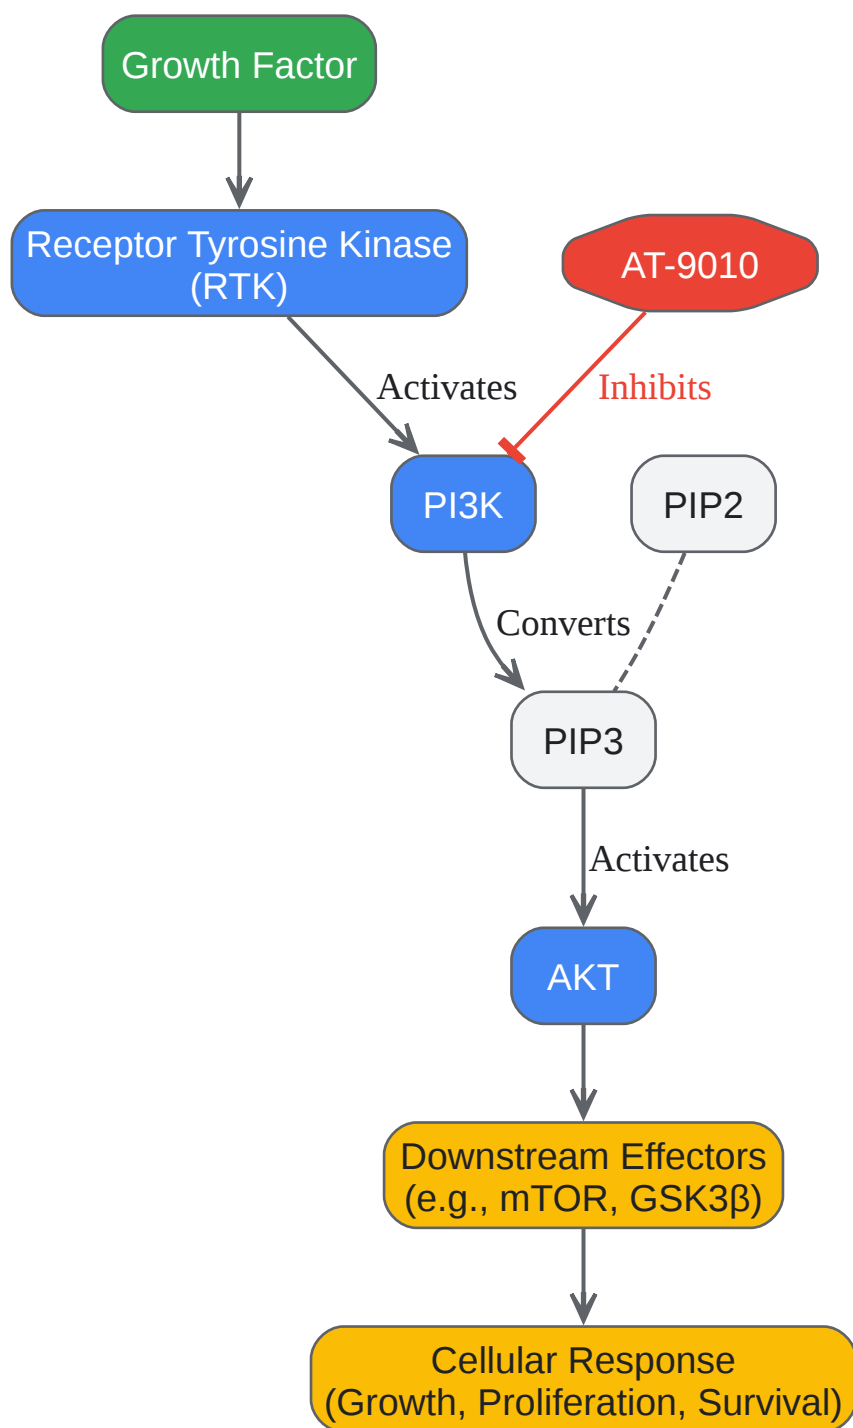 Growth Factor
Receptor Tyrosine Kinase
(RTK)
AT-9010
Activates
Inhibits
PI3K
PIP2
Converts
PIP3
Activates
AKT
Downstream Effectors
(e.g., mTOR, GSK3β)
Cellular Response
(Growth, Proliferation, Survival)